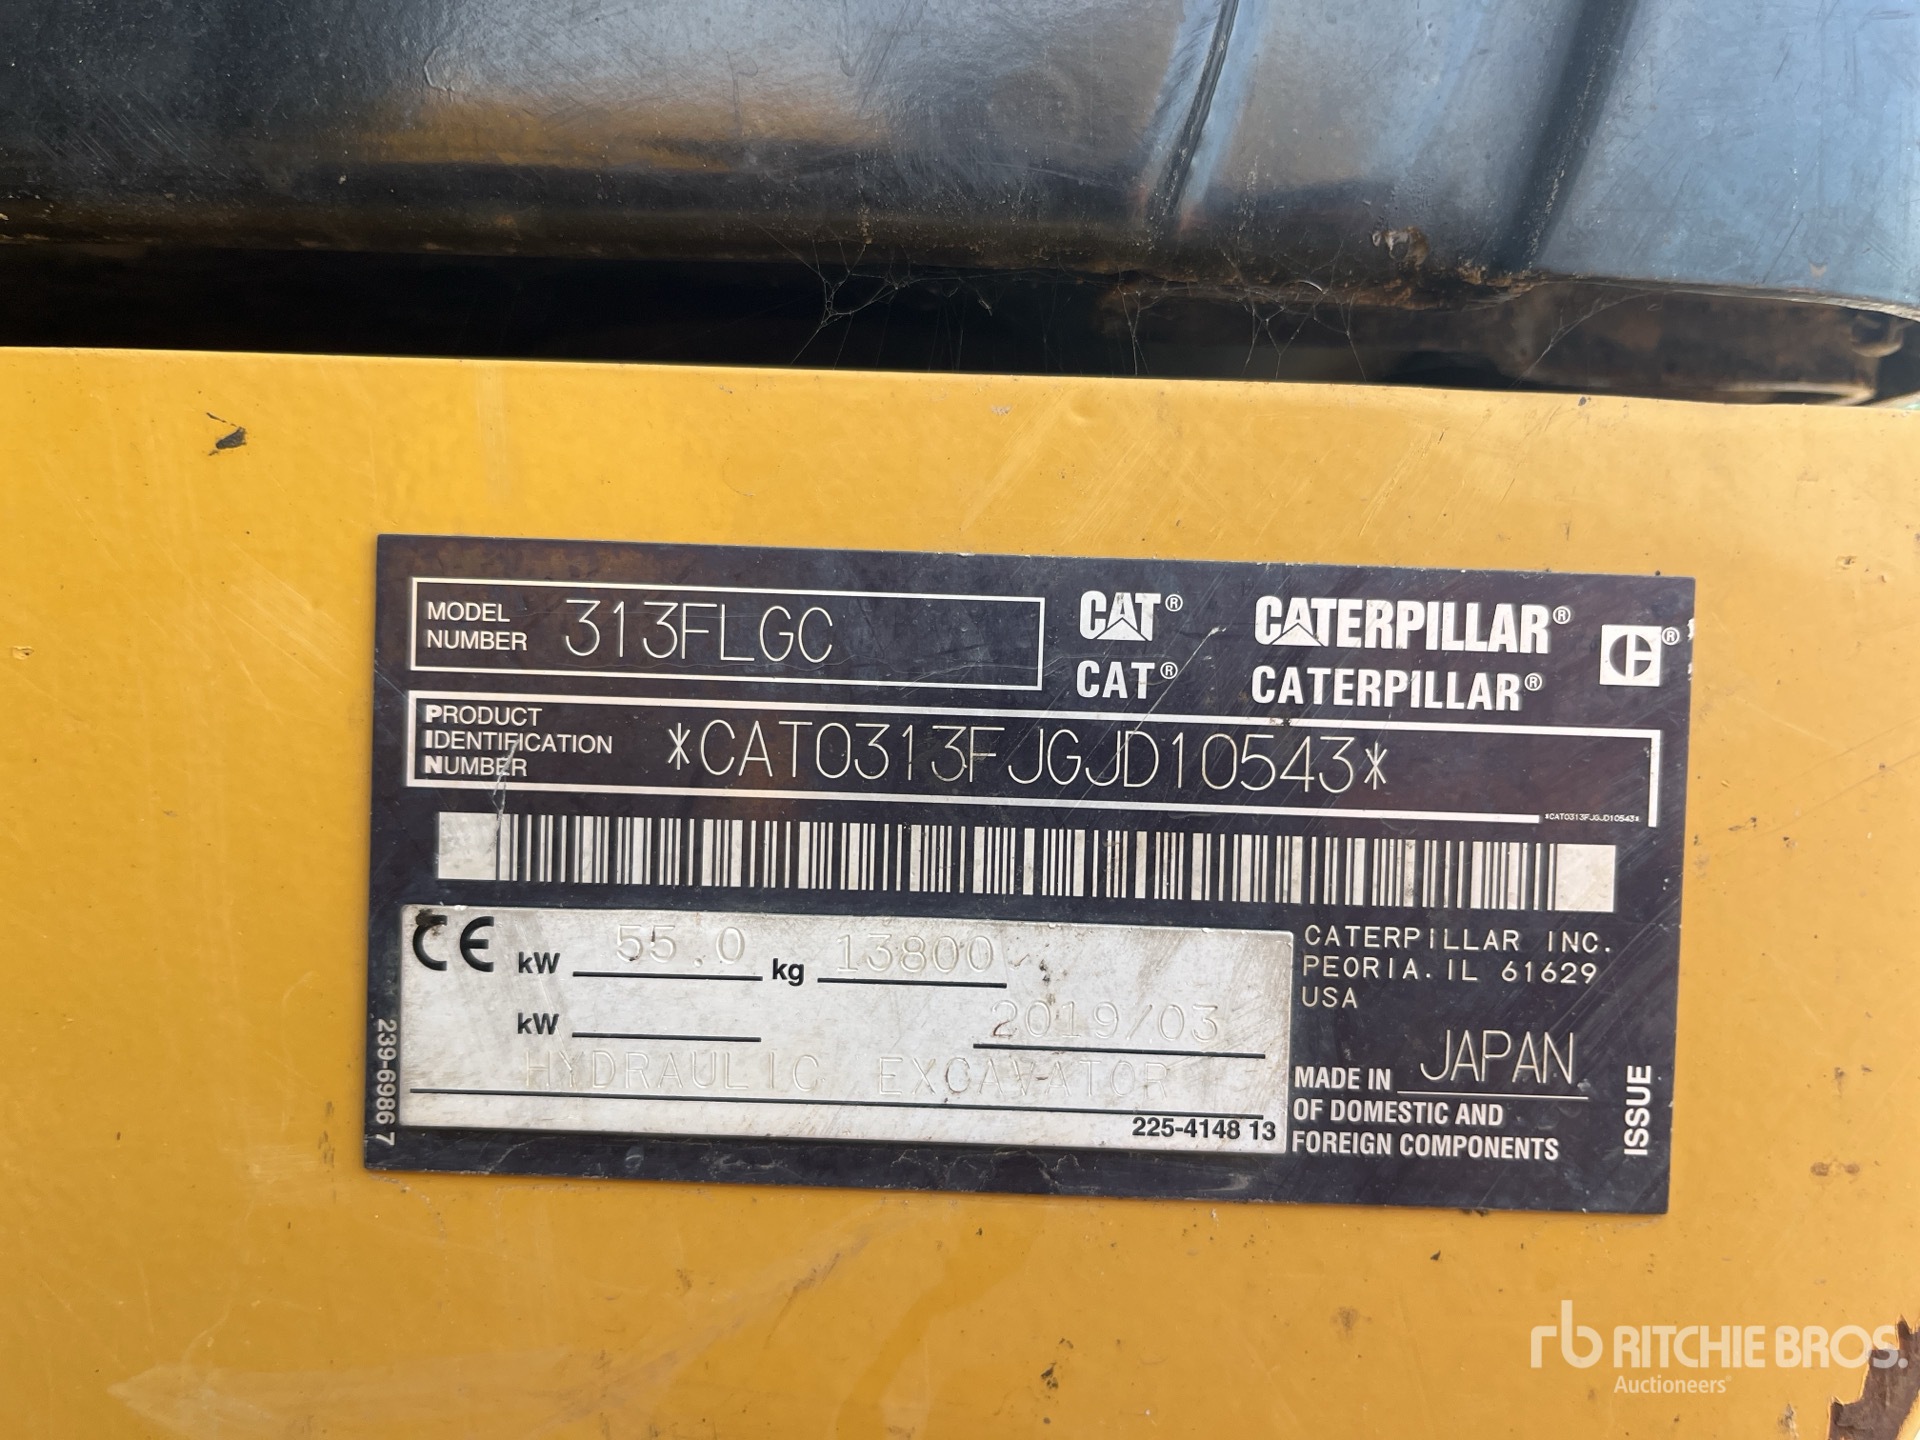 MODEL NUMBER 313FLGC
CAT® CATERPILLAR®
CAT® CATERPILLAR®
PRODUCT IDENTIFICATION NUMBER *CAT0313FJGJD10543*
*CAT0313FJGJD10543*
CE kW 55.0 kg 13800
kW 2019/03
HYDRAULIC EXCAVATOR
225-4148 13
239-6986 7
CATERPILLAR INC.
PEORIA. IL 61629
USA
MADE IN JAPAN
OF DOMESTIC AND
FOREIGN COMPONENTS
ISSUE
rb RITCHIE BROS.
Auctioneers